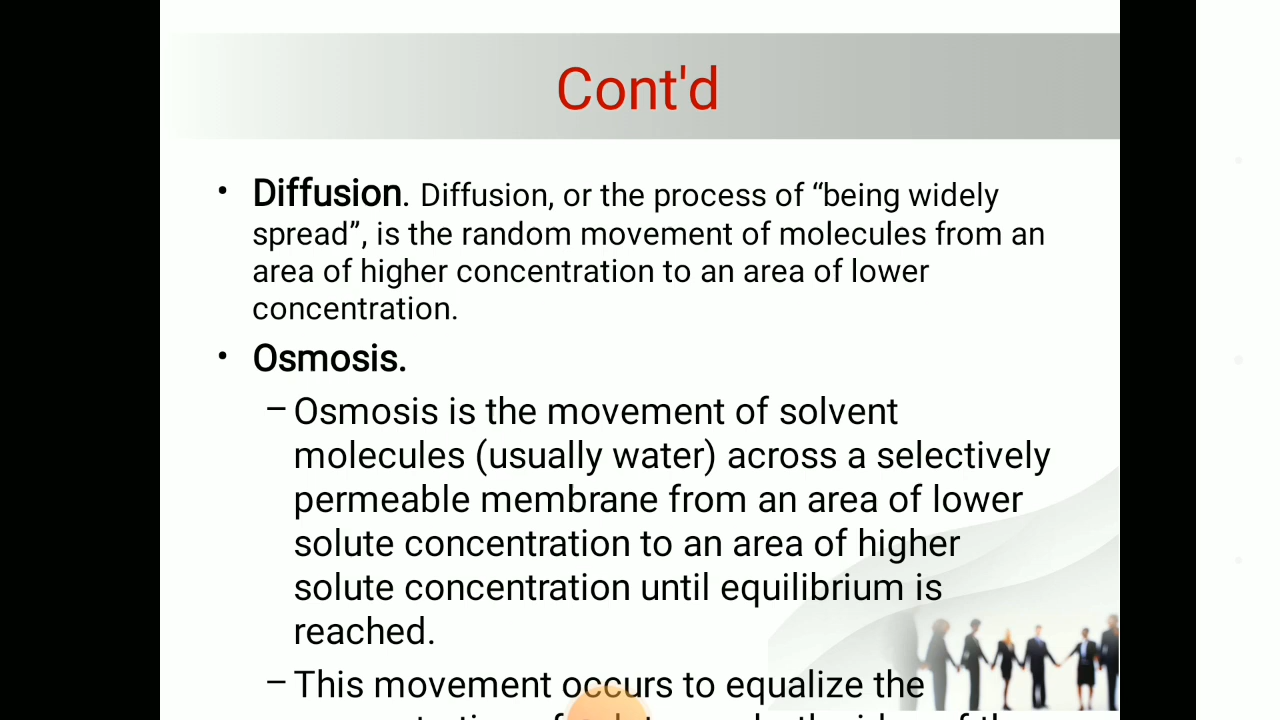 Cont'd
• Diffusion. Diffusion, or the process of “being widely
spread”, is the random movement of molecules from an
area of higher concentration to an area of lower
concentration.
• Osmosis.
– Osmosis is the movement of solvent
molecules (usually water) across a selectively
permeable membrane from an area of lower
solute concentration to an area of higher
solute concentration until equilibrium is
reached.
– This movement occurs to equalize the